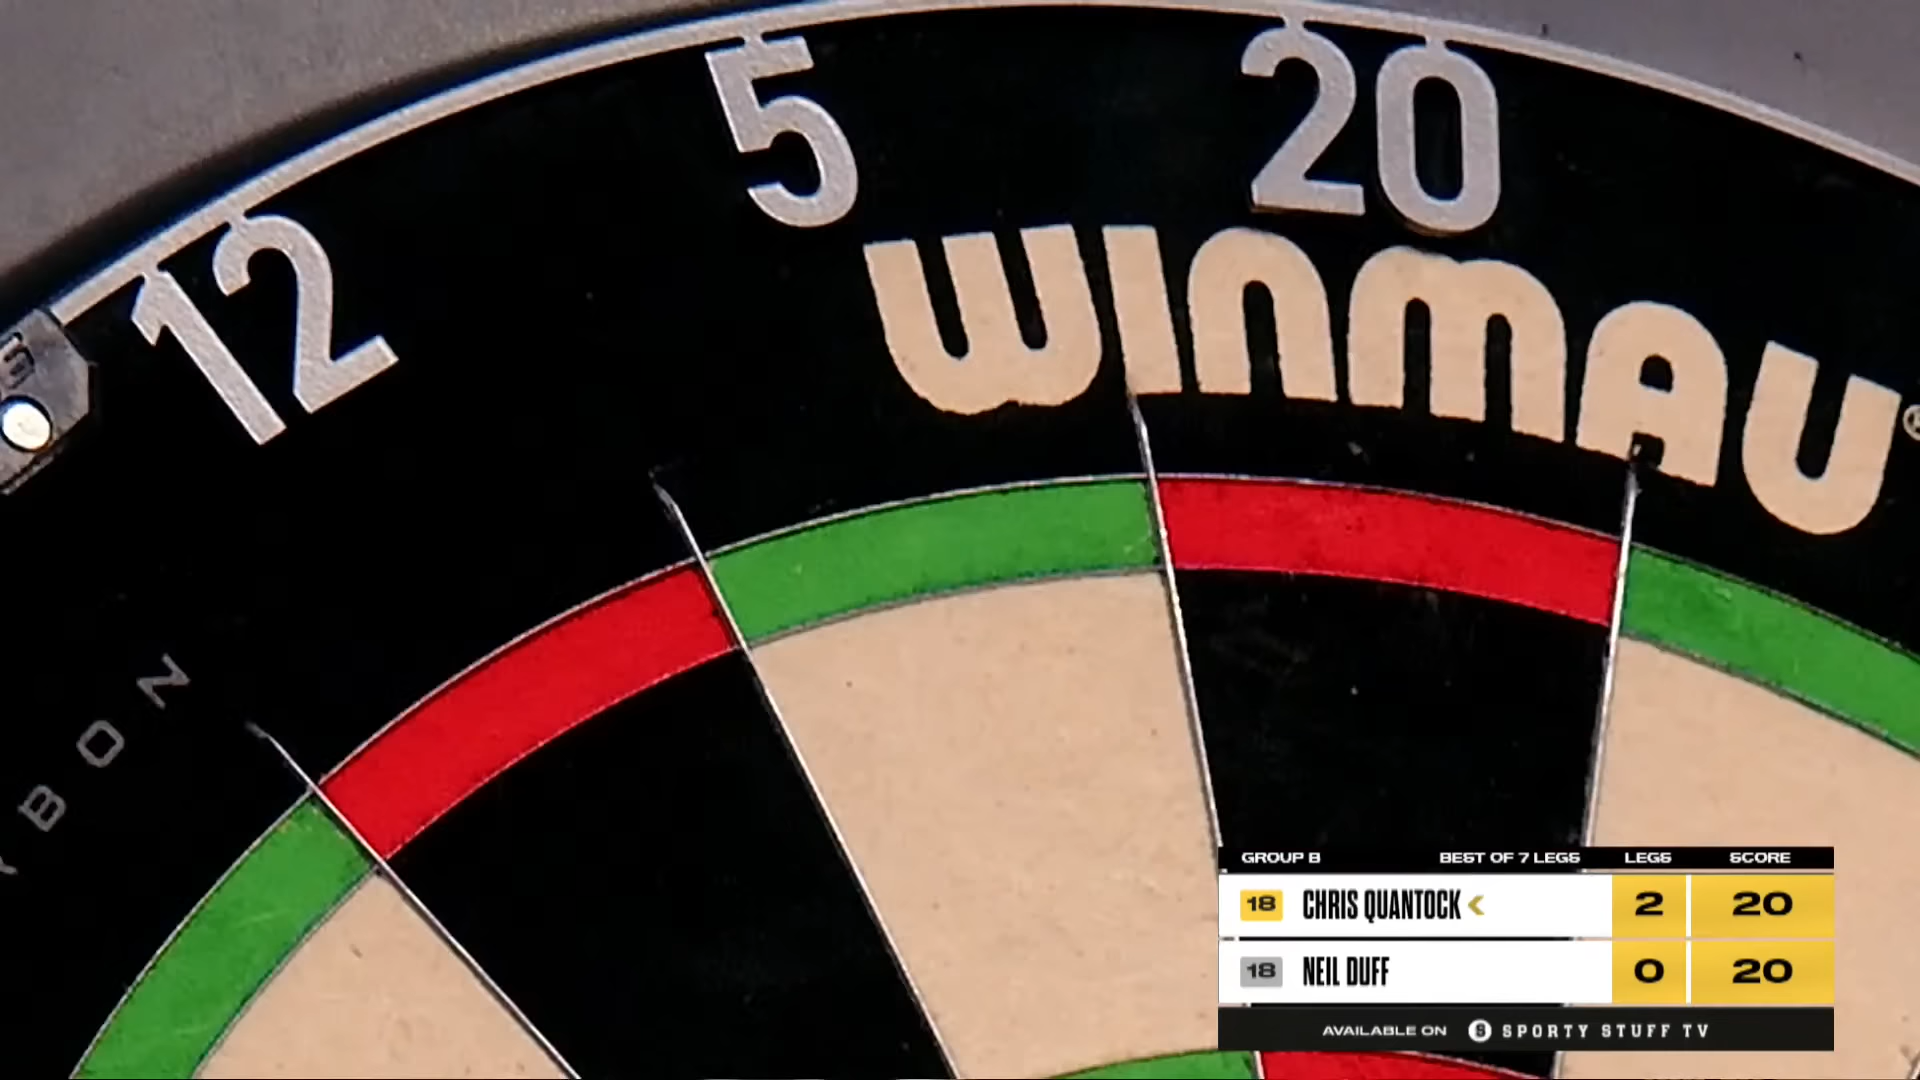 5
20
12
WINMAU®
BON
GROUP B BEST OF 7 LEGS LEGS SCORE
18 CHRIS QUANTOCK 2 20
18 NEIL DUFF 0 20
AVAILABLE ON S SPORTY STUFF TV